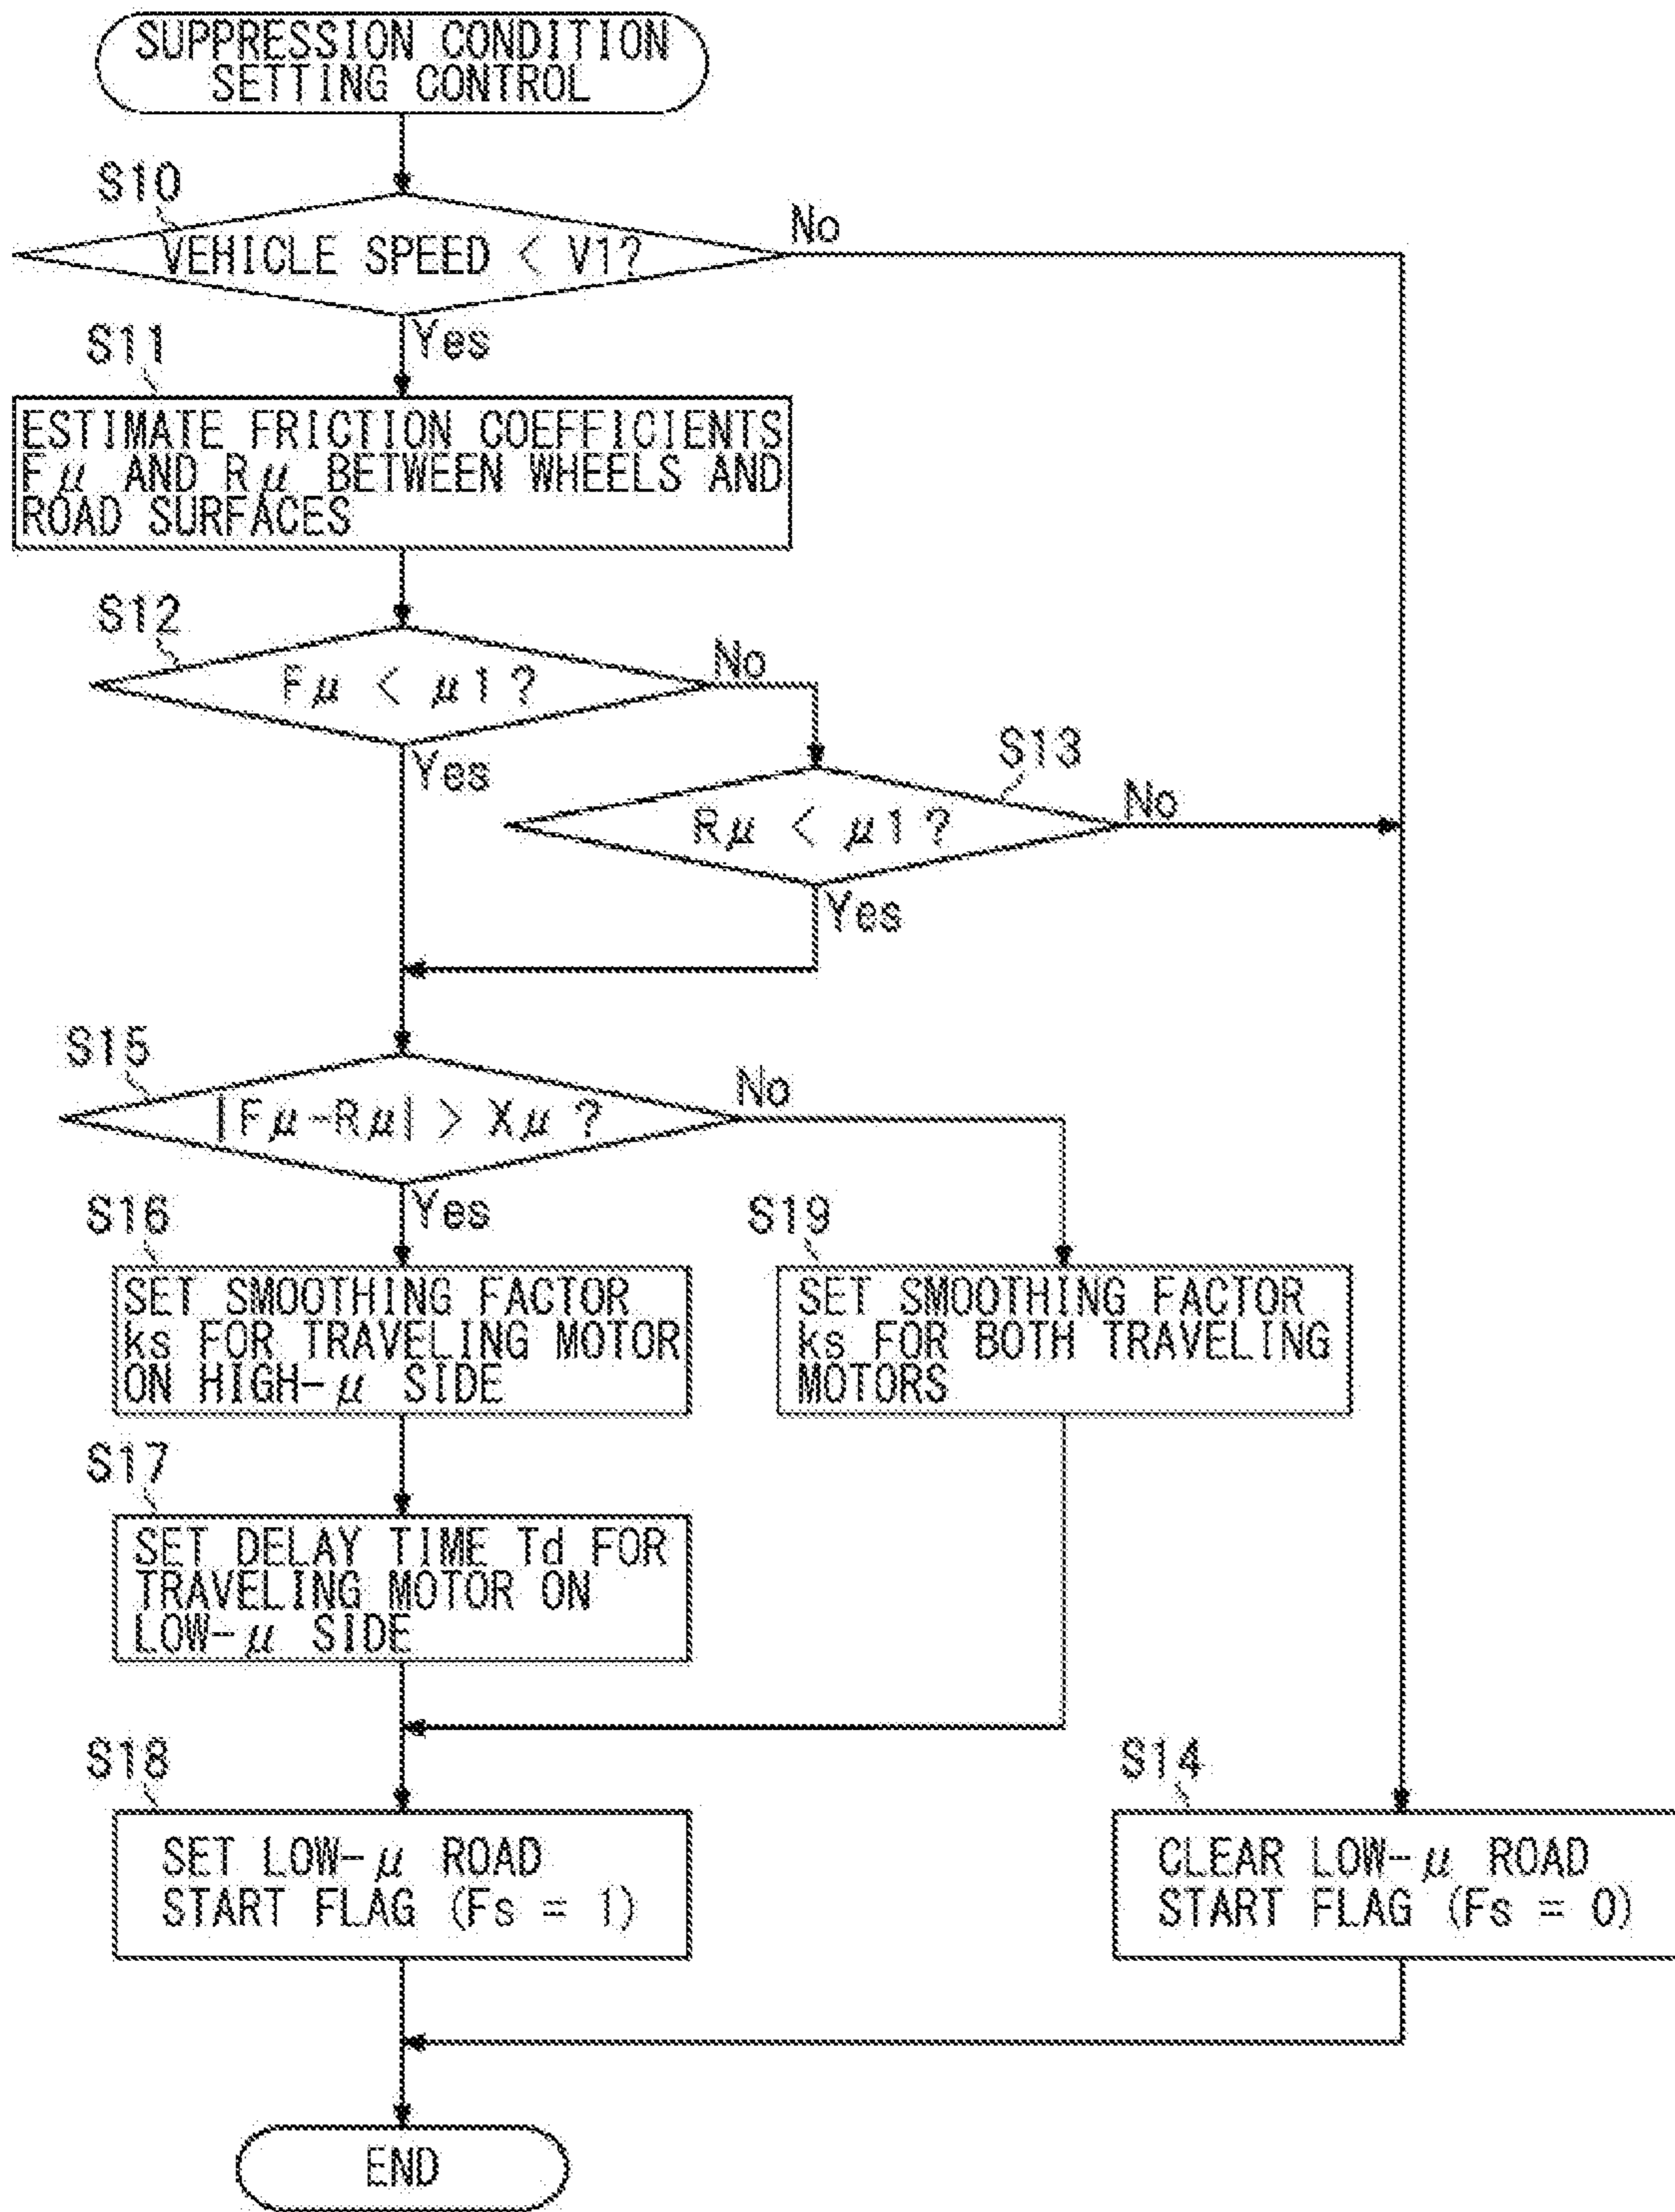 SUPPRESSION CONDITION
SETTING CONTROL
S10
VEHICLE SPEED < V1?
No
Yes
S11
ESTIMATE FRICTION COEFFICIENTS
Fμ AND Rμ BETWEEN WHEELS AND
ROAD SURFACES
S12
Fμ < μ1?
No
Yes
S13
Rμ < μ1?
No
Yes
S15
|Fμ-Rμ| > Xμ?
No
Yes
S16
SET SMOOTHING FACTOR
ks FOR TRAVELING MOTOR
ON HIGH-μ SIDE
S19
SET SMOOTHING FACTOR
ks FOR BOTH TRAVELING
MOTORS
S17
SET DELAY TIME Td FOR
TRAVELING MOTOR ON
LOW-μ SIDE
S18
SET LOW-μ ROAD
START FLAG (Fs = 1)
S14
CLEAR LOW-μ ROAD
START FLAG (Fs = 0)
END